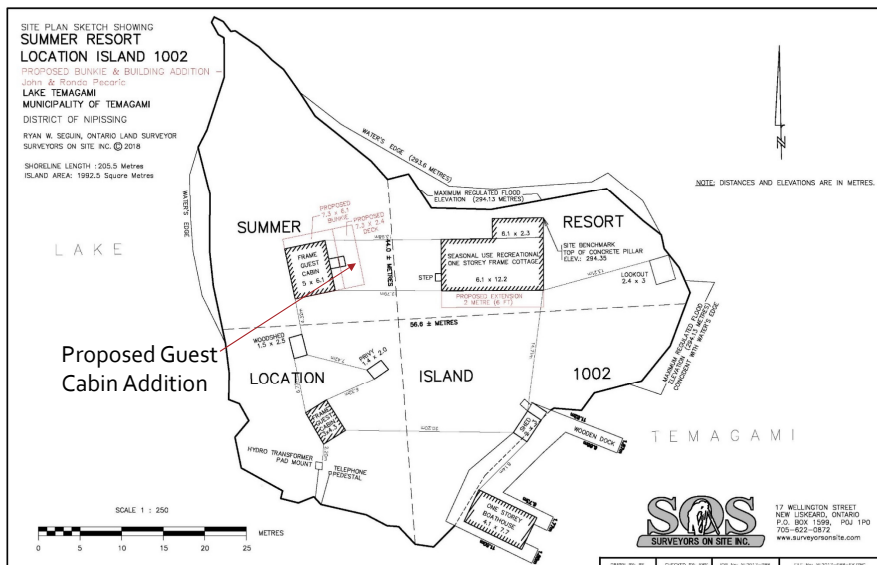 SITE PLAN SKETCH SHOWING
SUMMER RESORT
LOCATION ISLAND 1002
PROPOSED BUNKIE & BUILDING ADDITION -
John & Ronda Pecaric
LAKE TEMAGAMI
MUNICIPALITY OF TEMAGAMI
DISTRICT OF NIPISSING
RYAN W. SEGUIN, ONTARIO LAND SURVEYOR
SURVEYORS ON SITE INC. © 2018
SHORELINE LENGTH : 205.5 Metres
ISLAND AREA: 1992.5 Square Metres
N
NOTE: DISTANCES AND ELEVATIONS ARE IN METRES.
WATER'S EDGE (293.6 METRES)
MAXIMUM REGULATED FLOOD
ELEVATION (294.13 METRES)
WATER'S EDGE
LAKE
SUMMER
RESORT
PROPOSED
7.3 x 6.1
BUNKIE
PROPOSED
7.3 x 2.4
DECK
FRAME
GUEST
CABIN
5 x 6.1
44.0 ± METRES
6.1 x 2.3
SEASONAL USE RECREATIONAL
ONE STOREY FRAME COTTAGE
6.1 x 12.2
STEP
SITE BENCHMARK
TOP OF CONCRETE PILLAR
ELEV.: 294.35
LOOKOUT
2.4 x 3
PROPOSED EXTENSION
2 METRE (6 FT)
56.6 ± METRES
MAXIMUM REGULATED FLOOD
ELEVATION (294.13 METRES)
COINCIDENT WITH WATER'S EDGE
Proposed Guest
Cabin Addition
WOODSHED
1.5 x 2.5
PRIVY
1.4 x 2.0
LOCATION
ISLAND
1002
FRAME
GUEST
CABIN
HYDRO TRANSFORMER
PAD MOUNT
TELEPHONE
PEDESTAL
SHED
WOODEN DOCK
TEMAGAMI
ONE STOREY
BOATHOUSE
4.1 x 7.7
SCALE 1 : 250
0 5 10 15 20 25
METRES
SOS
SURVEYORS ON SITE INC.
17 WELLINGTON STREET
NEW LISKEARD, ONTARIO
P.O. BOX 1599, P0J 1P0
705-622-0872
www.surveyorsonsite.com